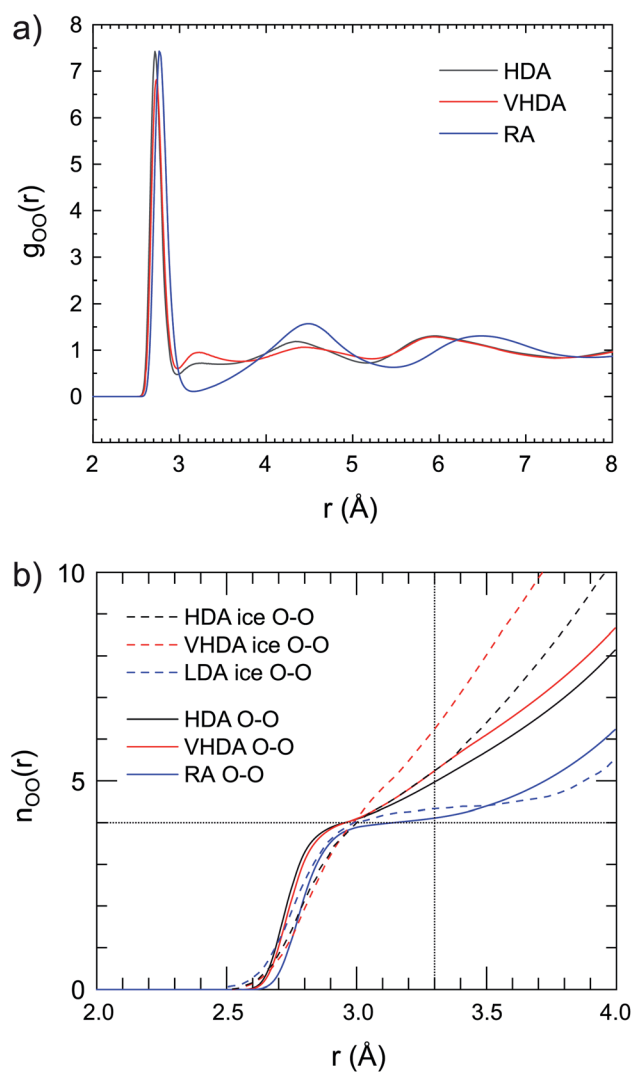 a)
8
7
6
5
4
3
2
1
0
g_OO(r)
HDA
VHDA
RA
2 3 4 5 6 7 8
r (Å)
b)
10
5
0
n_OO(r)
HDA ice O-O
VHDA ice O-O
LDA ice O-O
HDA O-O
VHDA O-O
RA O-O
2.0 2.5 3.0 3.5 4.0
r (Å)